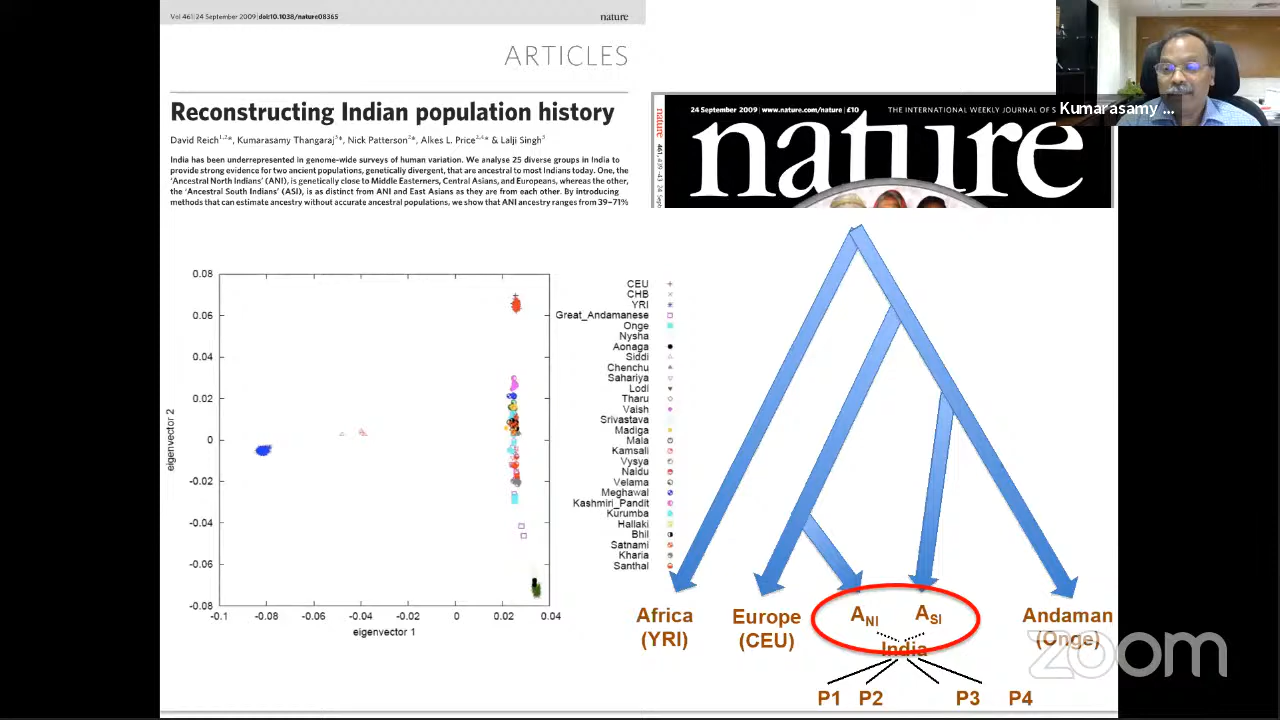 Vol 461|24 September 2009|doi:10.1038/nature08365
nature
ARTICLES
Reconstructing Indian population history
David Reich1,2*, Kumarasamy Thangaraj3*, Nick Patterson2*, Alkes L. Price2,4* & Lalji Singh3
India has been underrepresented in genome-wide surveys of human variation. We analyse 25 diverse groups in India to
provide strong evidence for two ancient populations, genetically divergent, that are ancestral to most Indians today. One, the
'Ancestral North Indians' (ANI), is genetically close to Middle Easterners, Central Asians, and Europeans, whereas the other,
the 'Ancestral South Indians' (ASI), is as distinct from ANI and East Asians as they are from each other. By introducing
methods that can estimate ancestry without accurate ancestral populations, we show that ANI ancestry ranges from 39–71%
24 September 2009 | www.nature.com/nature | £10
THE INTERNATIONAL WEEKLY JOURNAL OF S
nature
nature
Kumarasamy ...
0.08
0.06
0.04
0.02
0
-0.02
-0.04
-0.06
-0.08
-0.1
-0.08
-0.06
-0.04
-0.02
0
0.02
0.04
eigenvector 1
eigenvector 2
CEU
CHB
YRI
Great_Andamanese
Onge
Nysha
Aonaga
Siddi
Chenchu
Sahariya
Lodi
Tharu
Vaish
Srivastava
Madiga
Mala
Kamsali
Vysya
Naidu
Velama
Meghawal
Kashmiri_Pandit
Kurumba
Hallaki
Bhil
Satnami
Kharia
Santhal
Africa
(YRI)
Europe
(CEU)
ANI
ASI
India
Andaman
(Onge)
P1
P2
P3
P4
zoom